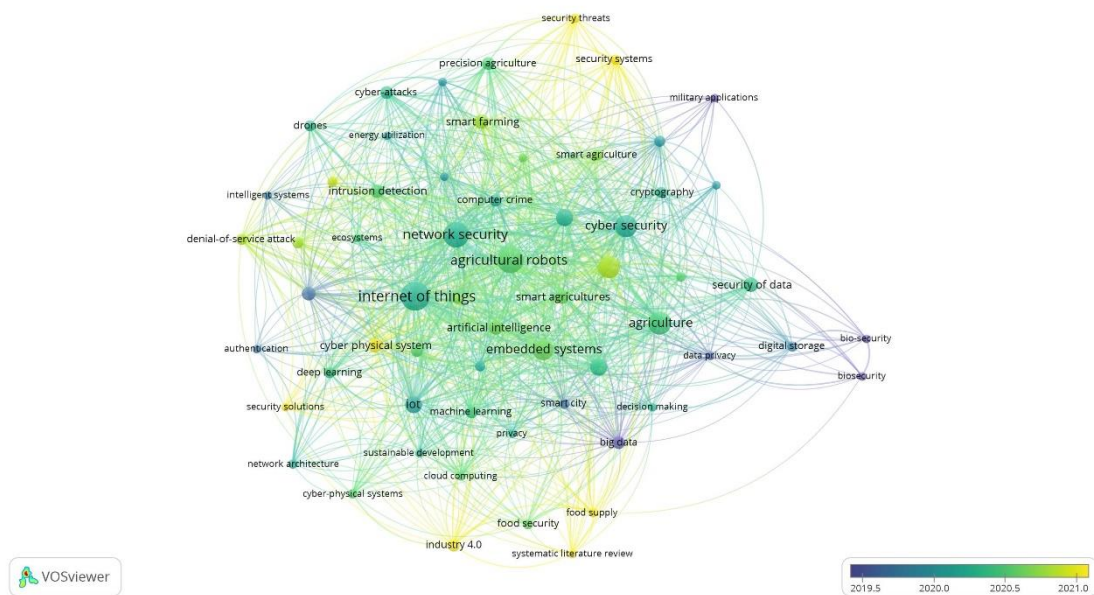 security threats
security systems
precision agriculture
military applications
cyber-attacks
smart farming
drones
energy utilization
smart agriculture
intelligent systems
intrusion detection
computer crime
cryptography
cyber security
network security
denial-of-service attack
ecosystems
agricultural robots
security of data
internet of things
smart agricultures
agriculture
artificial intelligence
bio-security
cyber physical system
embedded systems
digital storage
authentication
data privacy
deep learning
biosecurity
security solutions
iot
smart city
decision making
machine learning
privacy
big data
sustainable development
network architecture
cloud computing
cyber-physical systems
food supply
food security
industry 4.0
systematic literature review
VOSviewer
2019.5 2020.0 2020.5 2021.0